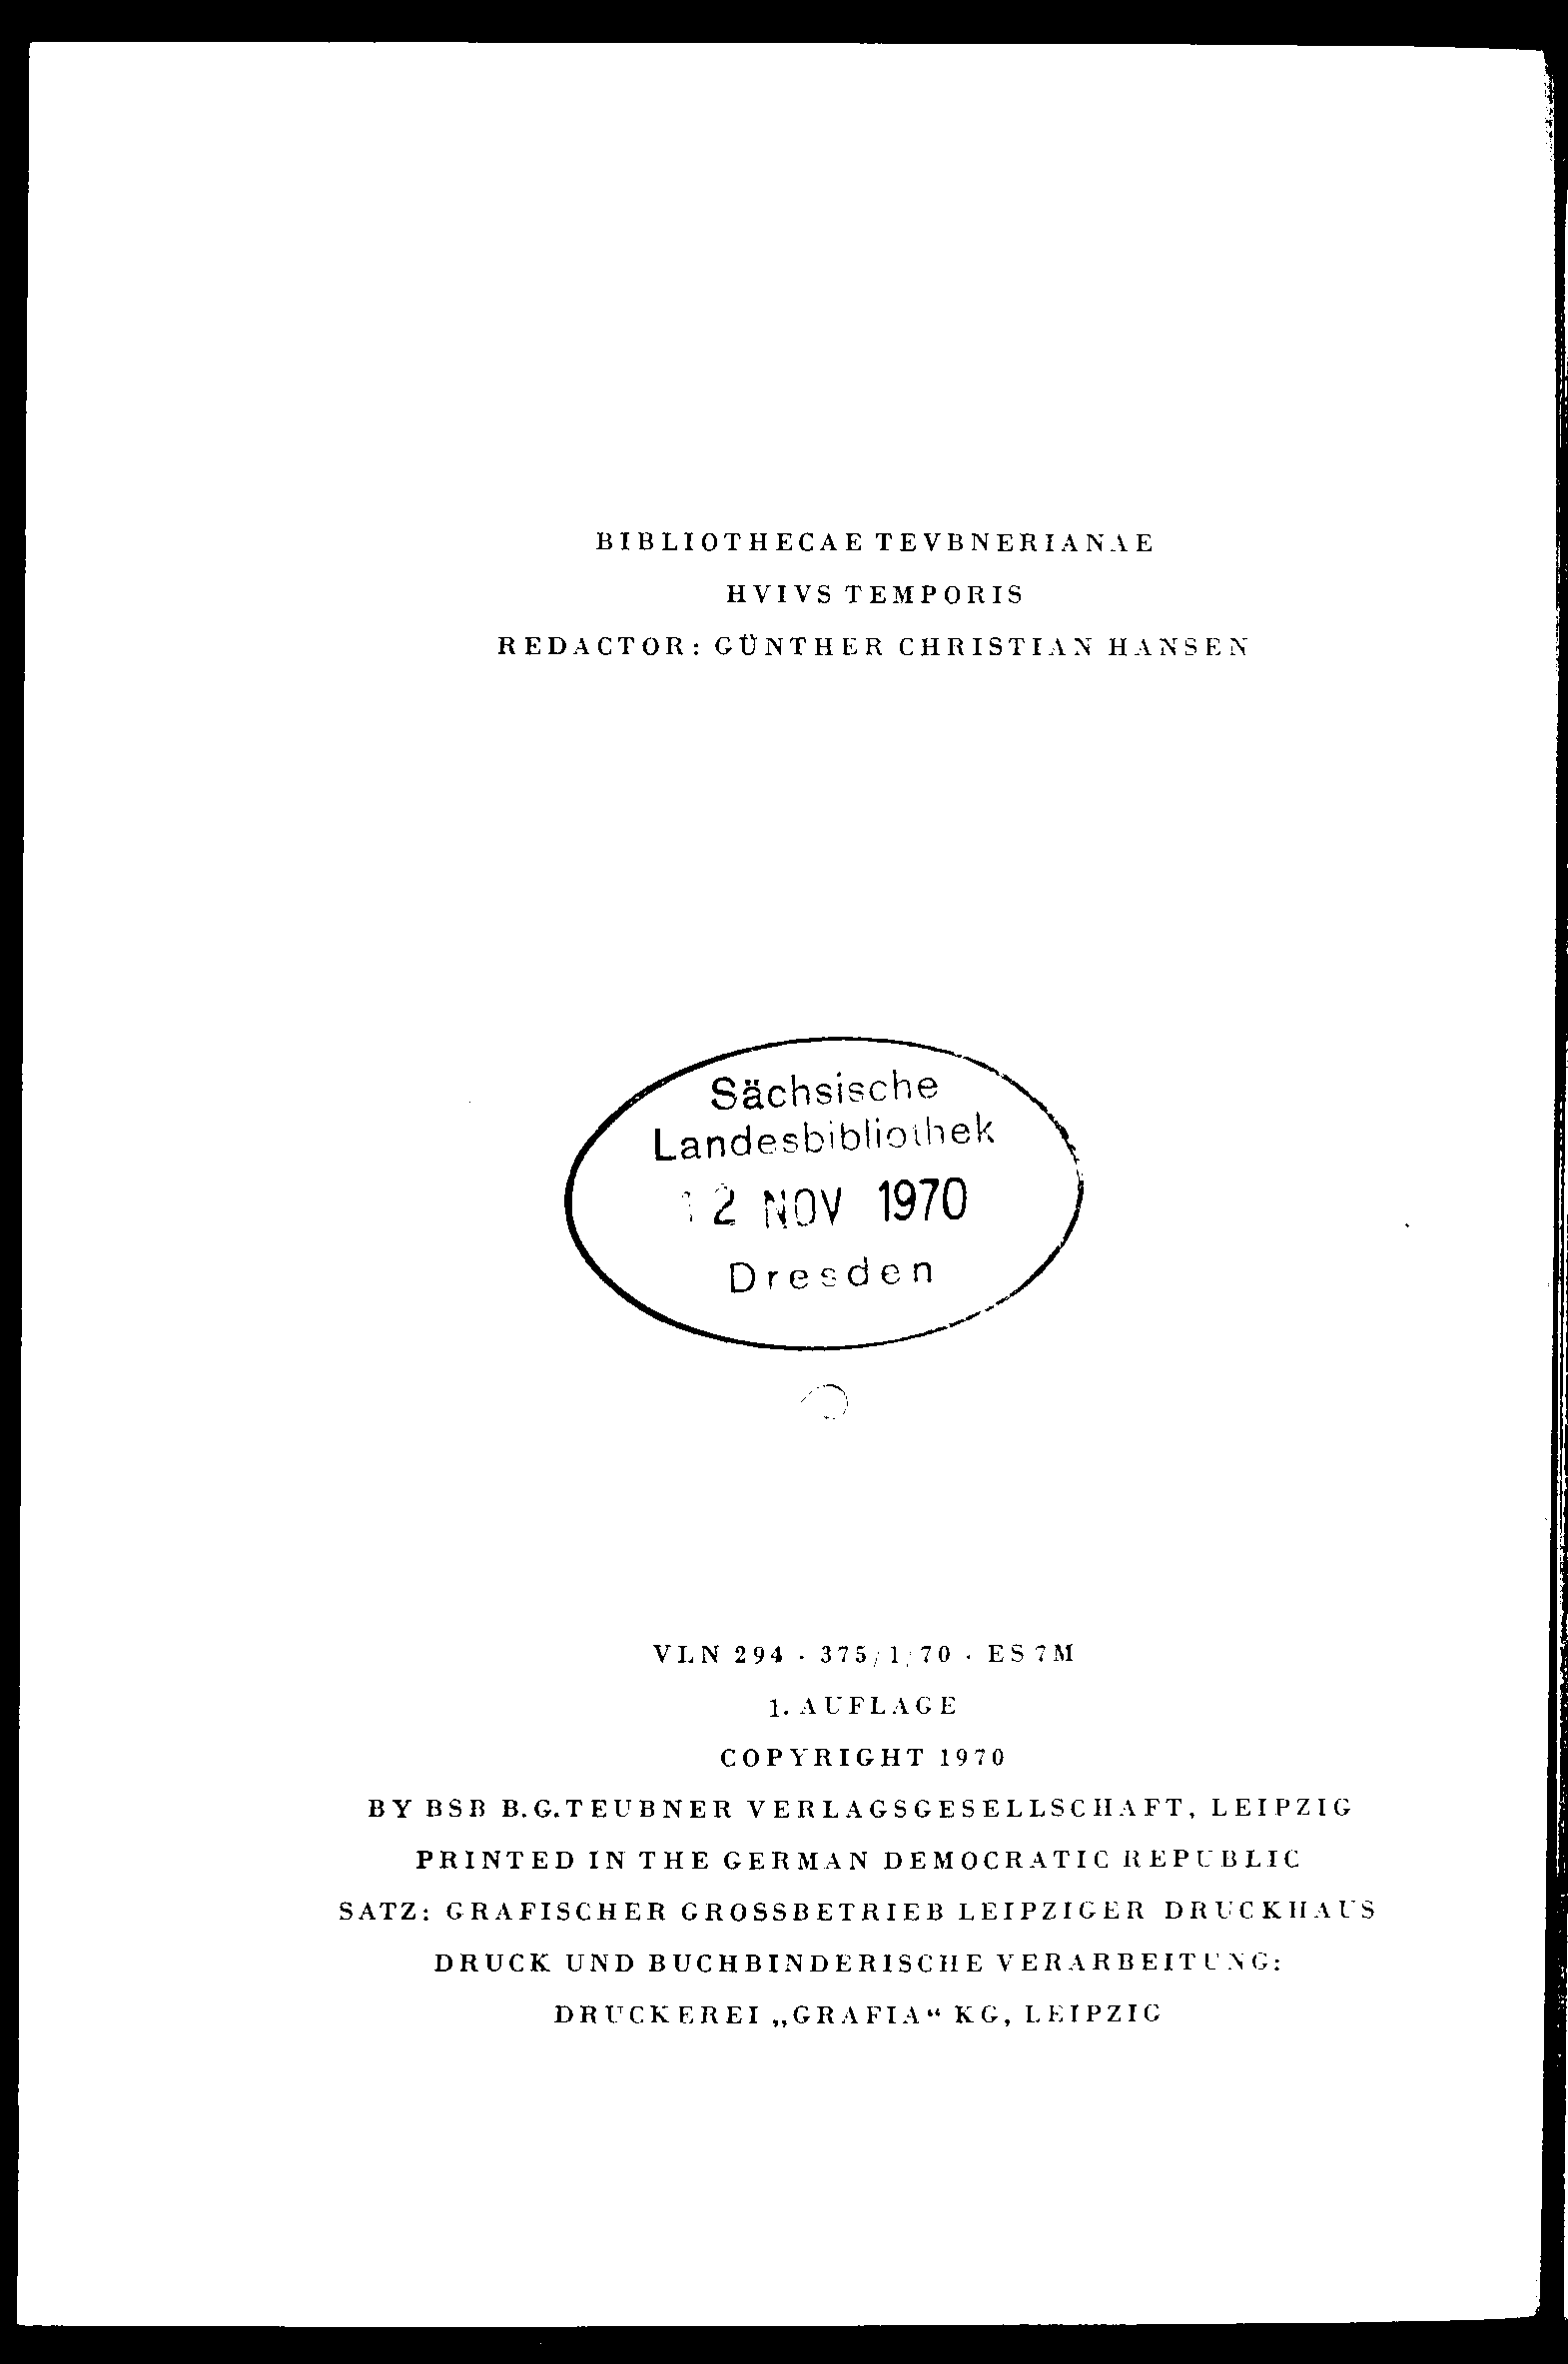 BIBLIOTHECAE TEVBNERIANAE
HVIVS TEMPORIS
REDACTOR: GÜNTHER CHRISTIAN HANSEN
Sächsische
Landesbibliothek
12 NOV 1970
Dresden
VLN 294 · 375/1/70 · ES 7M
1. AUFLAGE
COPYRIGHT 1970
BY BSB B.G.TEUBNER VERLAGSGESELLSCHAFT, LEIPZIG
PRINTED IN THE GERMAN DEMOCRATIC REPUBLIC
SATZ: GRAFISCHER GROSSBETRIEB LEIPZIGER DRUCKHAUS
DRUCK UND BUCHBINDERISCHE VERARBEITUNG:
DRUCKEREI „GRAFIA“ KG, LEIPZIG